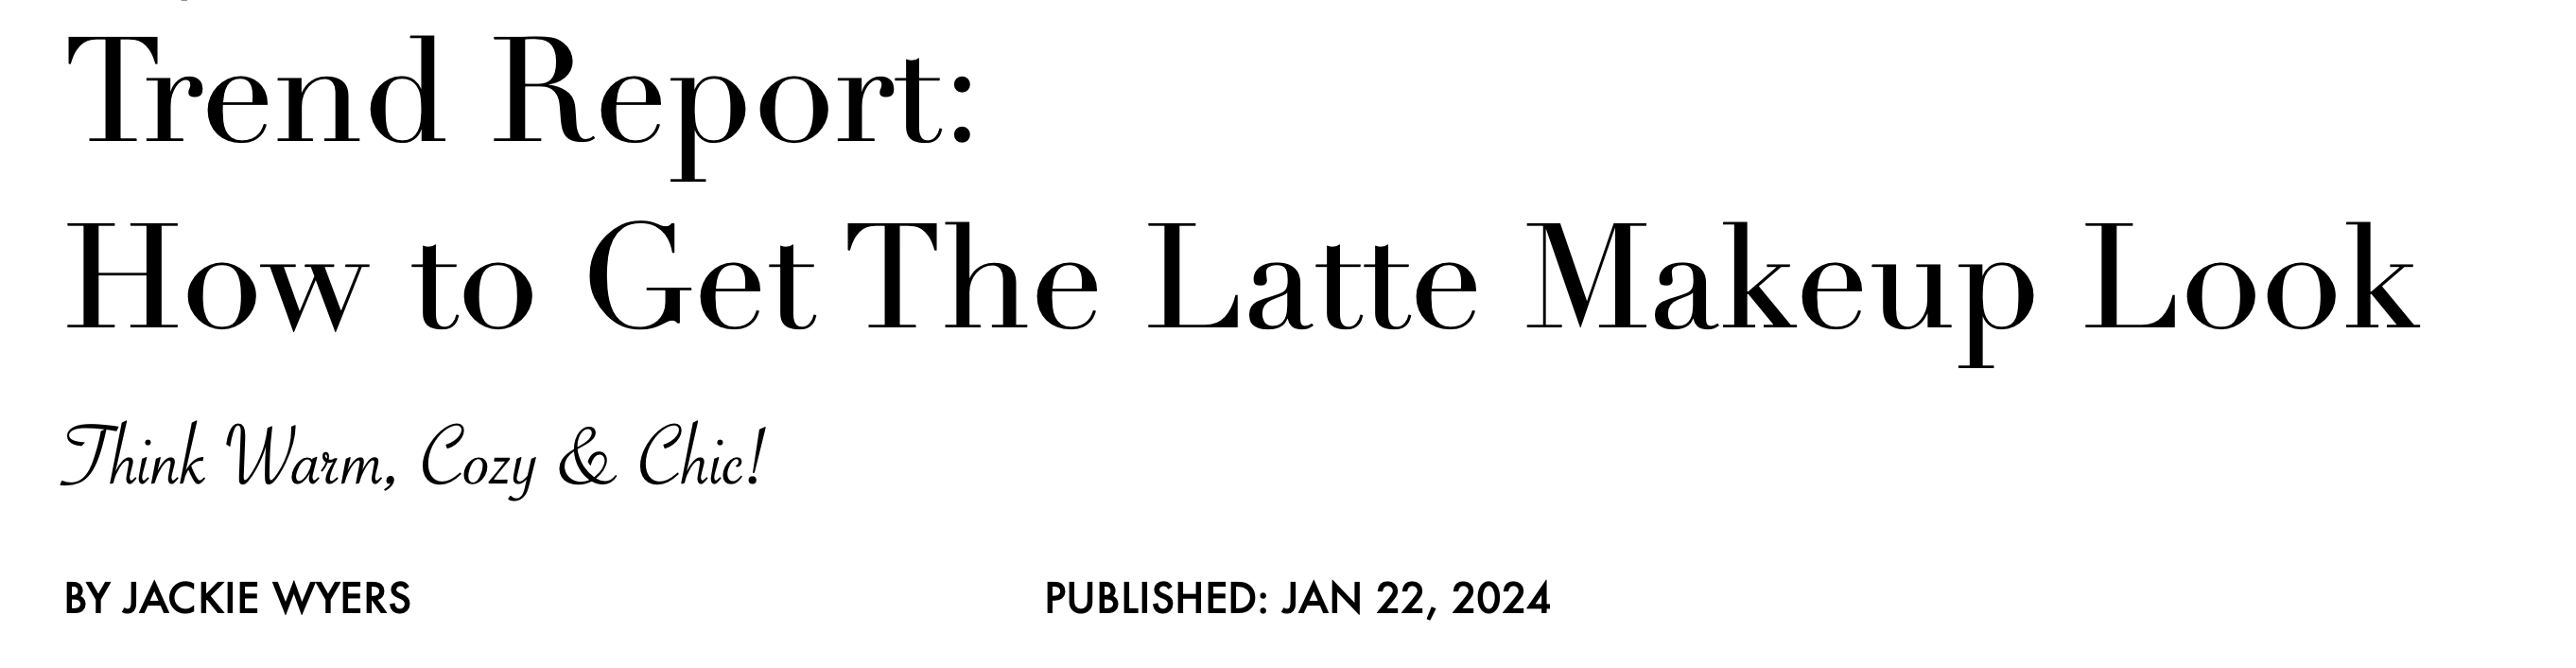 Trend Report:
How to Get The Latte Makeup Look
Think Warm, Cozy & Chic!
BY JACKIE WYERS
PUBLISHED: JAN 22, 2024